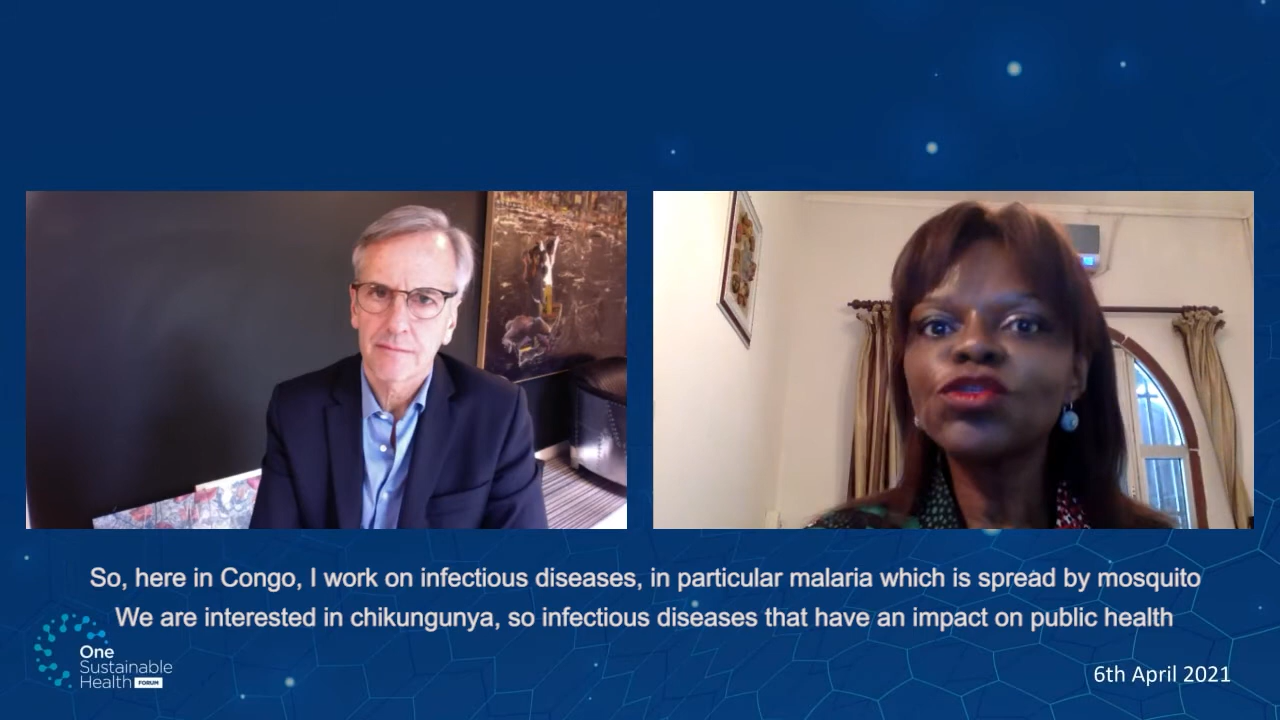 So, here in Congo, I work on infectious diseases, in particular malaria which is spread by mosquito
We are interested in chikungunya, so infectious diseases that have an impact on public health
One
Sustainable
Health FORUM
6th April 2021